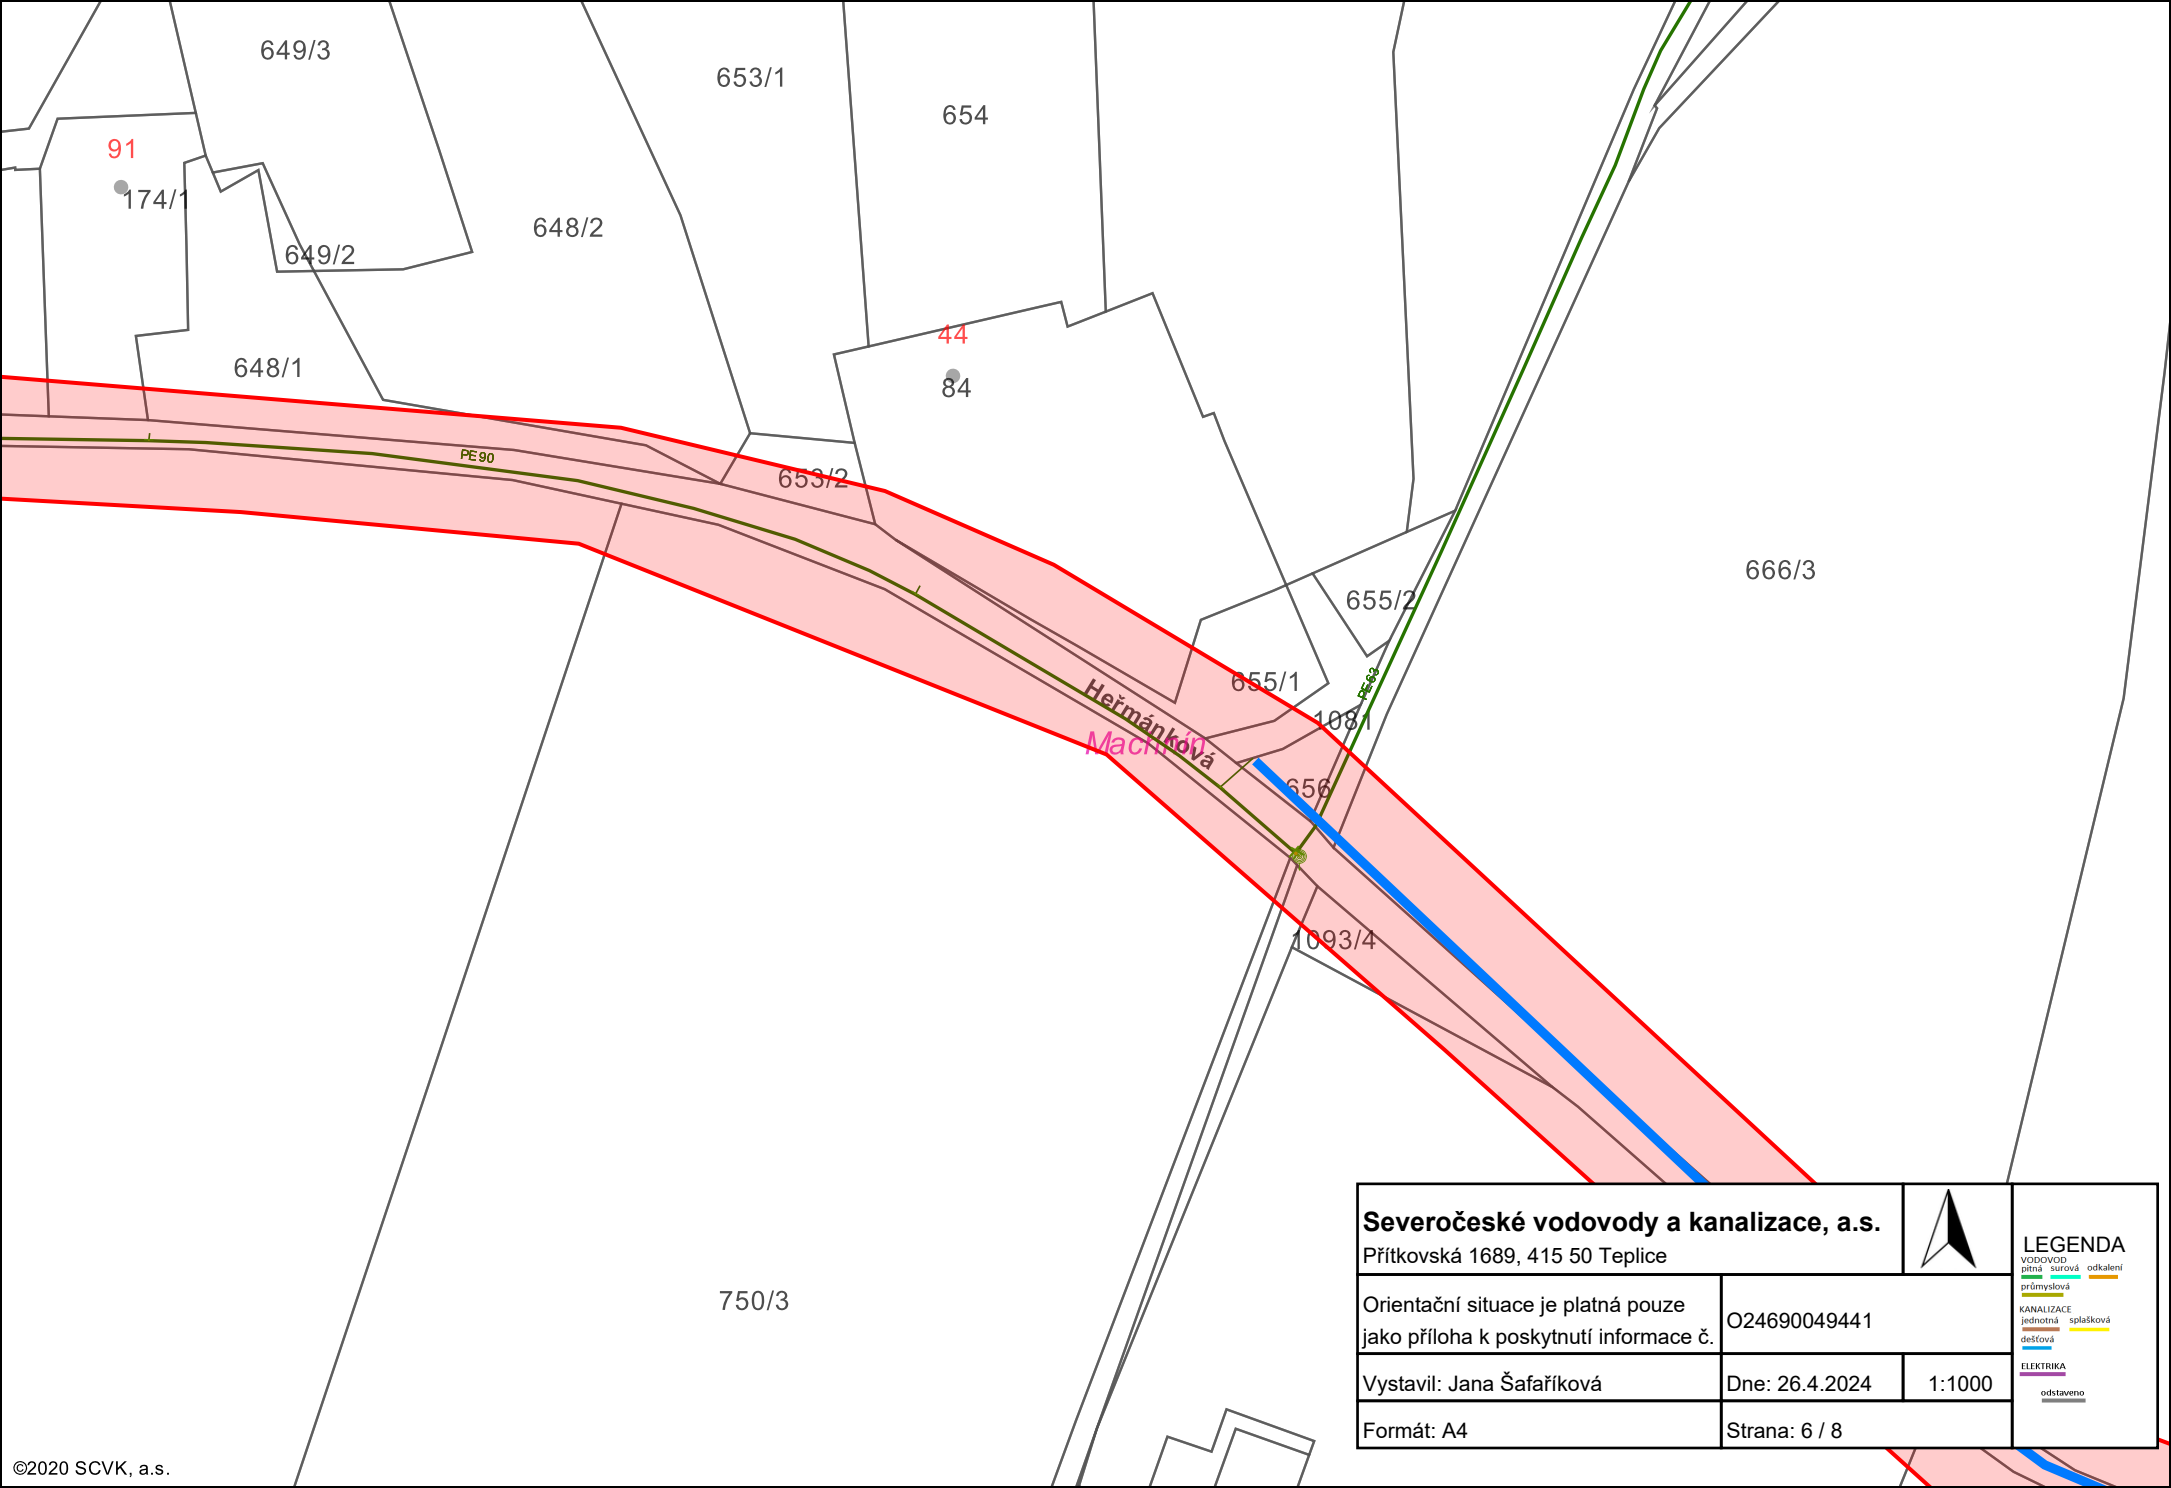 649/3
653/1
654
91
174/1
648/2
649/2
44
648/1
84
PE90
653/2
666/3
655/2
655/1
PE63
1081
Heřmánková
Machnín
656
1093/4
750/3
Severočeské vodovody a kanalizace, a.s.
Přítkovská 1689, 415 50 Teplice
Orientační situace je platná pouze
jako příloha k poskytnutí informace č.
O24690049441
Vystavil: Jana Šafaříková
Dne: 26.4.2024
1:1000
Formát: A4
Strana: 6 / 8
LEGENDA
VODOVOD
pitná surová odkalení
průmyslová
KANALIZACE
jednotná splašková
dešťová
ELEKTRIKA
odstaveno
©2020 SCVK, a.s.